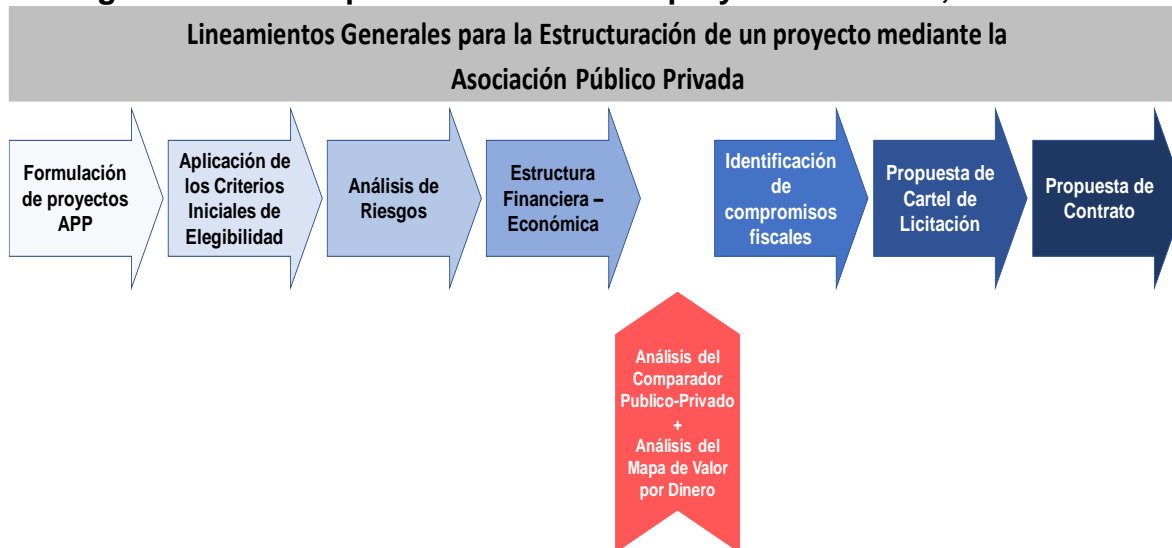 Lineamientos Generales para la Estructuración de un proyecto mediante la
Asociación Público Privada
Formulación
de proyectos
APP
Aplicación de
los Criterios
Iniciales de
Elegibilidad
Análisis de
Riesgos
Estructura
Financiera –
Económica
Identificación
de
compromisos
fiscales
Propuesta de
Cartel de
Licitación
Propuesta de
Contrato
Análisis del
Comparador
Publico-Privado
+
Análisis del
Mapa de Valor
por Dinero